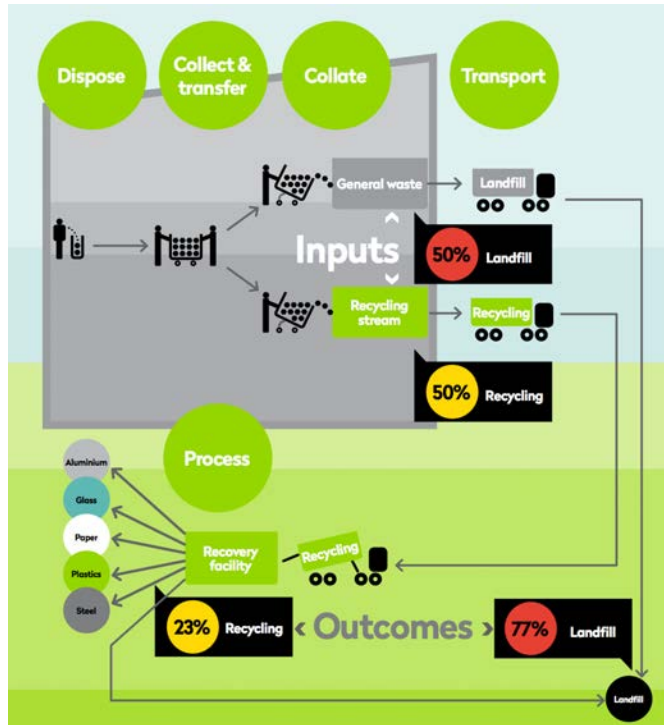 Dispose
Collect &
transfer
Collate
Transport
General waste
Landfill
Inputs
50% Landfill
Recycling
stream
Recycling
50% Recycling
Process
Aluminium
Glass
Paper
Plastics
Steel
Recovery
facility
Recycling
23% Recycling
Outcomes
77% Landfill
Landfill